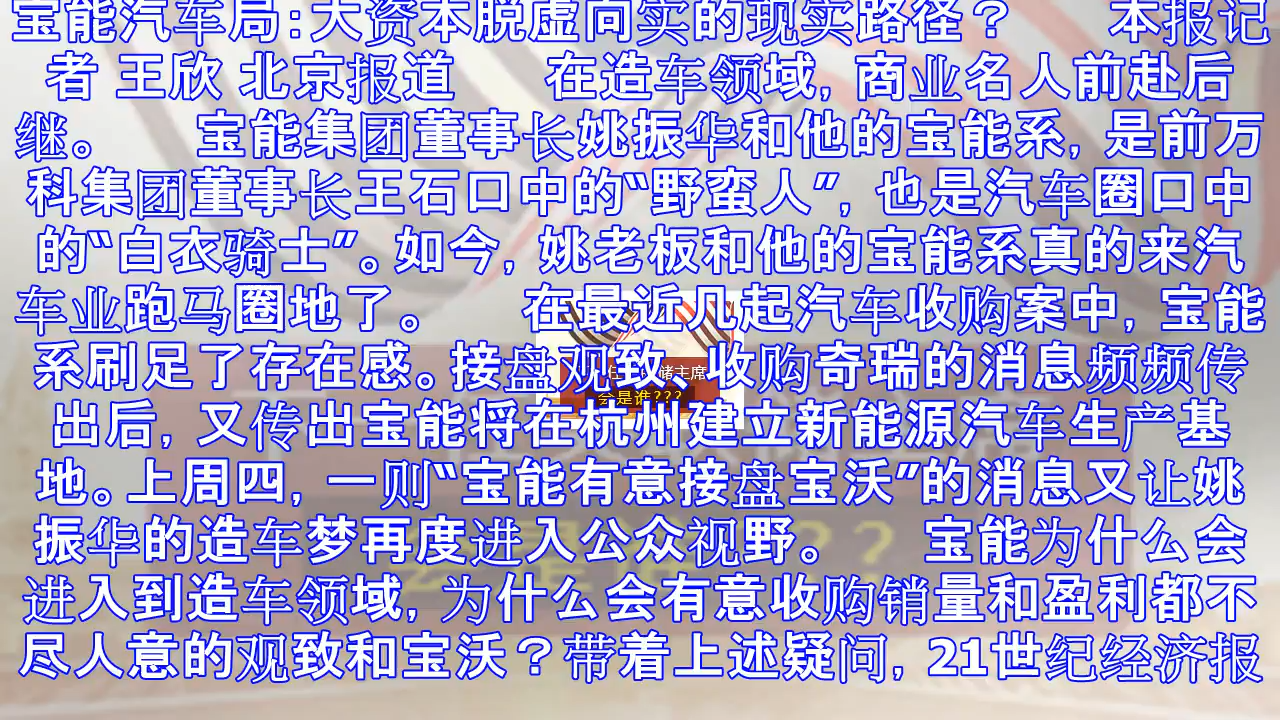 宝能汽车局:大资本脱虚向实的现实路径？ 本报记
者 王欣 北京报道 在造车领域,商业名人前赴后
继。 宝能集团董事长姚振华和他的宝能系,是前万
科集团董事长王石口中的“野蛮人”,也是汽车圈口中
的“白衣骑士”。如今,姚老板和他的宝能系真的来汽
车业跑马圈地了。 在最近几起汽车收购案中,宝能
系刷足了存在感。接盘观致、收购奇瑞的消息频频传
出后,又传出宝能将在杭州建立新能源汽车生产基
地。上周四,一则“宝能有意接盘宝沃”的消息又让姚
振华的造车梦再度进入公众视野。 宝能为什么会
进入到造车领域,为什么会有意收购销量和盈利都不
尽人意的观致和宝沃？带着上述疑问,21世纪经济报
储主席
会是谁???